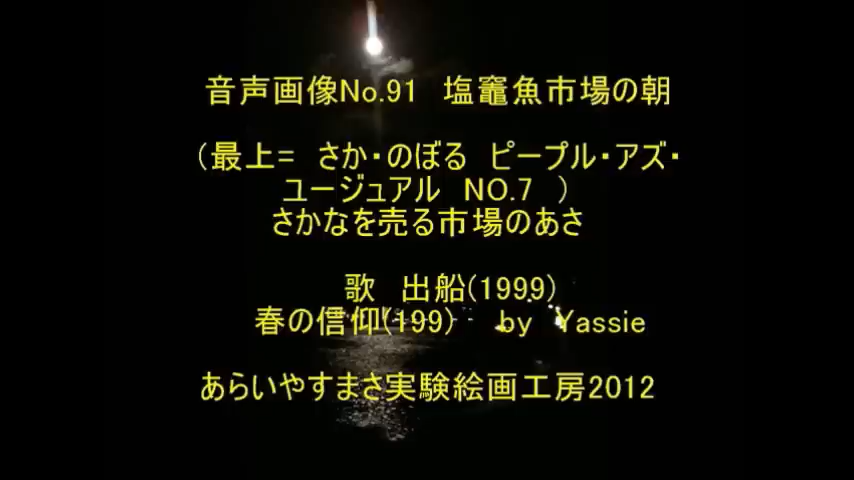 音声画像No.91 塩竈魚市場の朝
(最上= さか・のぼる ピープル・アズ・
ユージュアル NO.7 )
さかなを売る市場のあさ
歌 出船(1999)
春の信仰(199) by Yassie
あらいやすまさ実験絵画工房2012